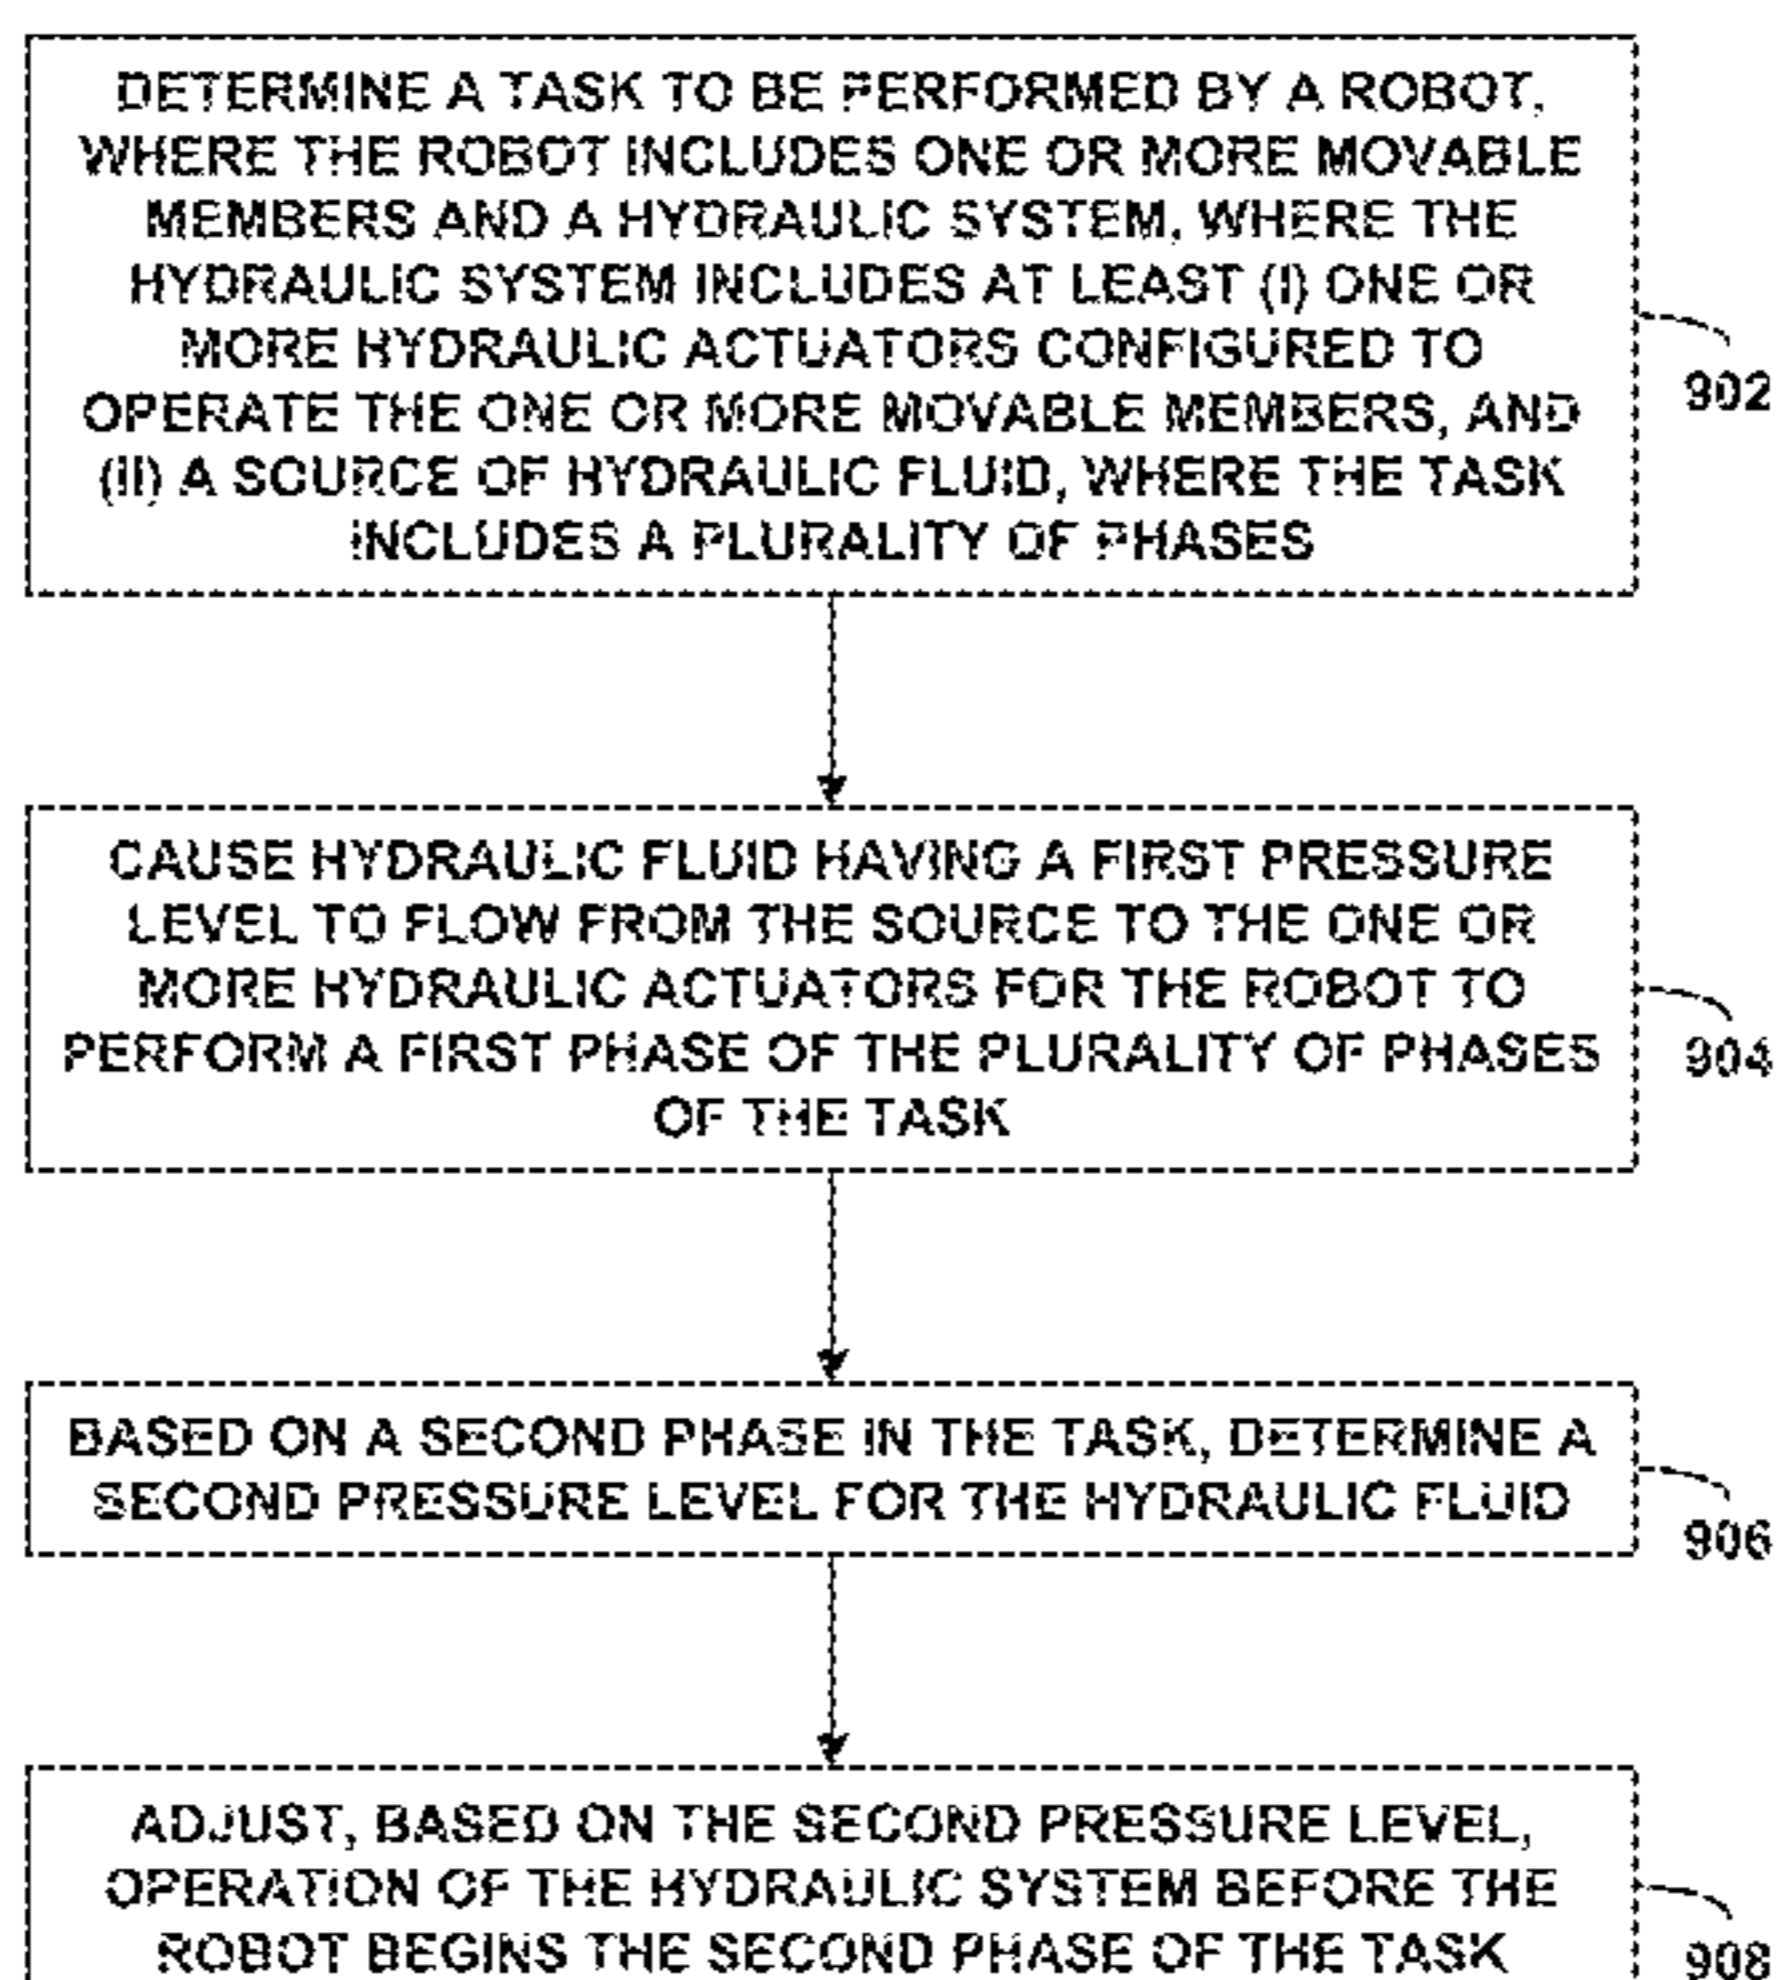 DETERMINE A TASK TO BE PERFORMED BY A ROBOT,
WHERE THE ROBOT INCLUDES ONE OR MORE MOVABLE
MEMBERS AND A HYDRAULIC SYSTEM, WHERE THE
HYDRAULIC SYSTEM INCLUDES AT LEAST (I) ONE OR
MORE HYDRAULIC ACTUATORS CONFIGURED TO
OPERATE THE ONE OR MORE MOVABLE MEMBERS, AND
(II) A SOURCE OF HYDRAULIC FLUID, WHERE THE TASK
INCLUDES A PLURALITY OF PHASES
902
CAUSE HYDRAULIC FLUID HAVING A FIRST PRESSURE
LEVEL TO FLOW FROM THE SOURCE TO THE ONE OR
MORE HYDRAULIC ACTUATORS FOR THE ROBOT TO
PERFORM A FIRST PHASE OF THE PLURALITY OF PHASES
OF THE TASK
904
BASED ON A SECOND PHASE IN THE TASK, DETERMINE A
SECOND PRESSURE LEVEL FOR THE HYDRAULIC FLUID
906
ADJUST, BASED ON THE SECOND PRESSURE LEVEL,
OPERATION OF THE HYDRAULIC SYSTEM BEFORE THE
ROBOT BEGINS THE SECOND PHASE OF THE TASK
908